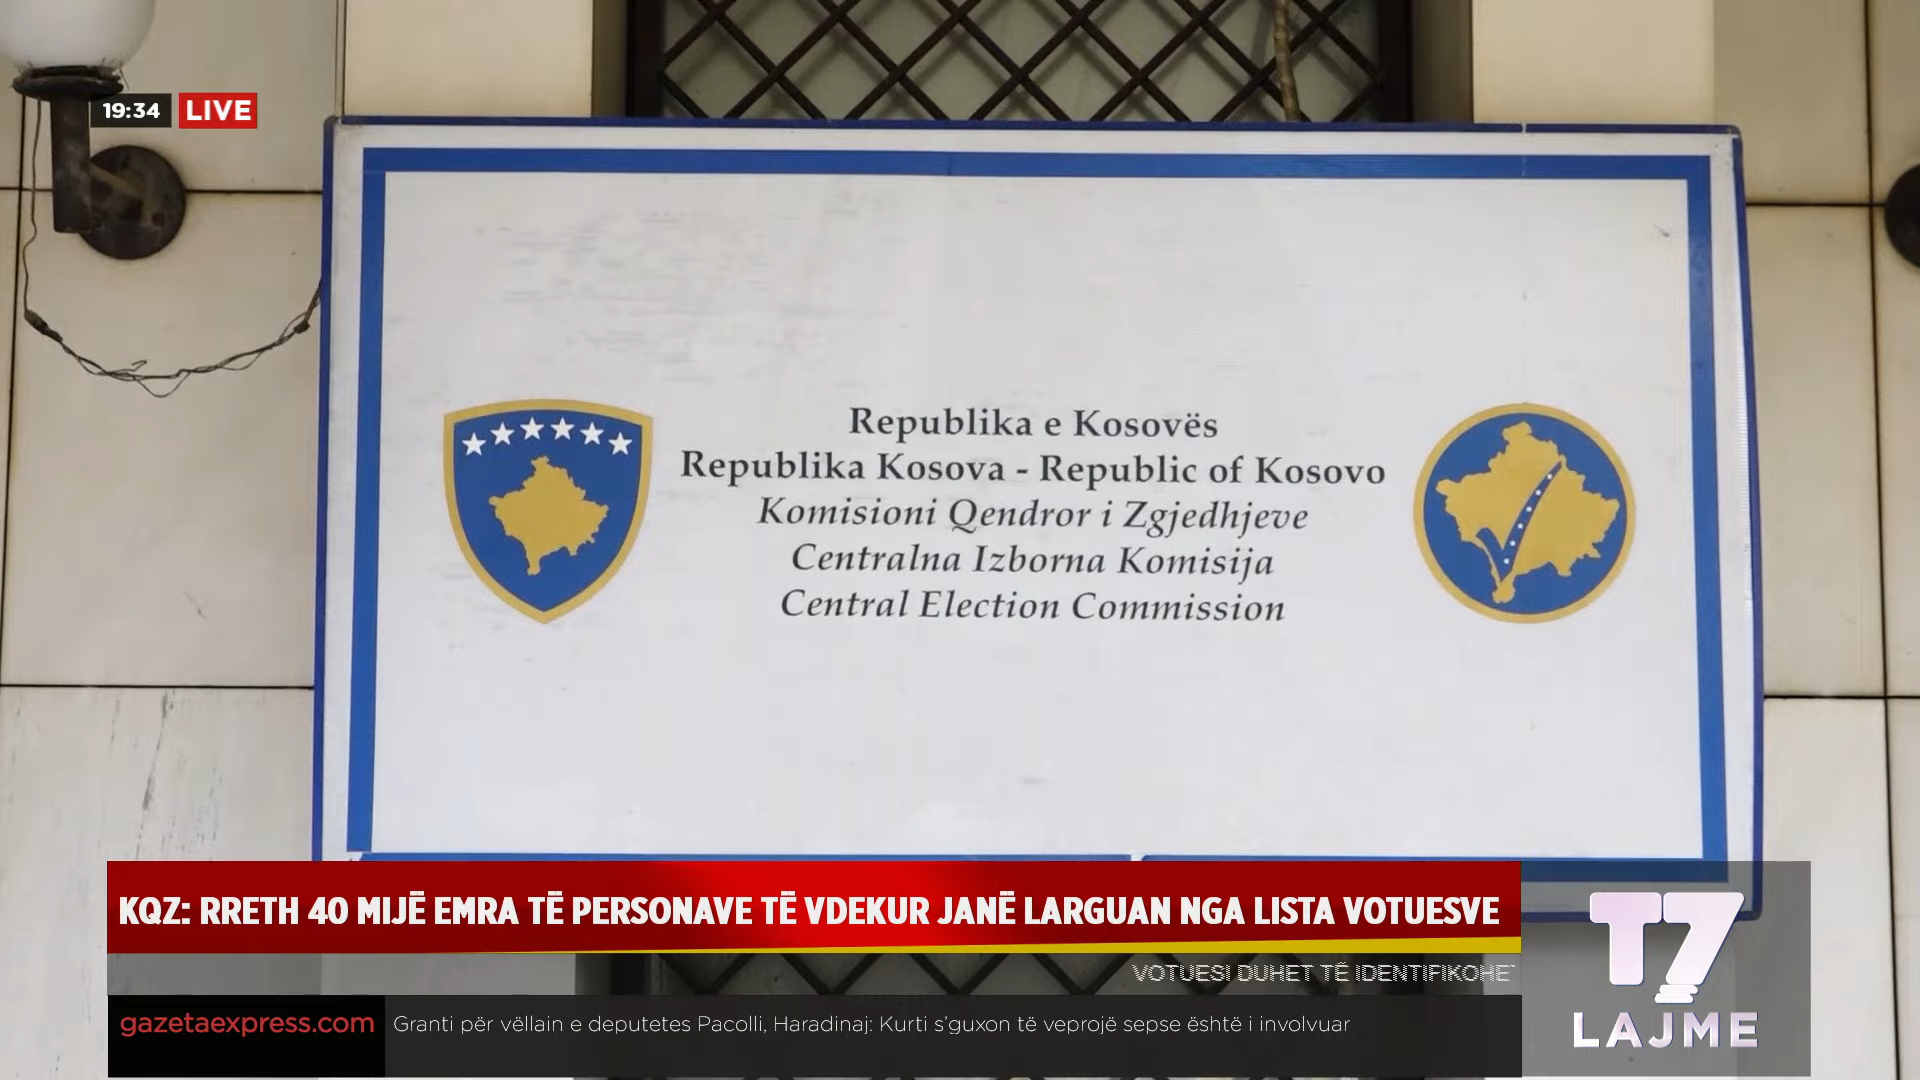 19:34 LIVE
Republika e Kosovës
Republika Kosova - Republic of Kosovo
Komisioni Qendror i Zgjedhjeve
Centralna Izborna Komisija
Central Election Commission
KQZ: RRETH 40 MIJË EMRA TË PERSONAVE TË VDEKUR JANË LARGUAN NGA LISTA VOTUESVE
VOTUESI DUHET TË IDENTIFIKOHET
gazetaexpress.com Granti për vëllain e deputetes Pacolli, Haradinaj: Kurti s'guxon të veprojë sepse është i involvuar
T7
LAJME